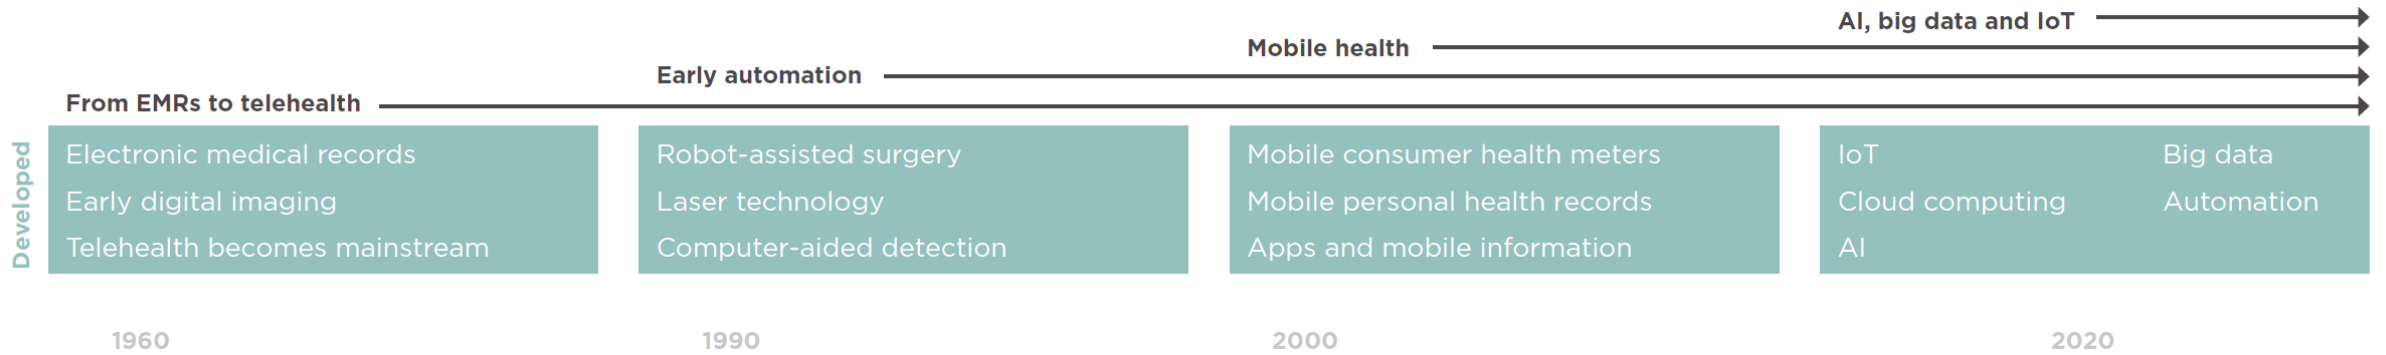 AI, big data and IoT
Mobile health
Early automation
From EMRs to telehealth
Developed
Electronic medical records
Early digital imaging
Telehealth becomes mainstream
Robot-assisted surgery
Laser technology
Computer-aided detection
Mobile consumer health meters
Mobile personal health records
Apps and mobile information
IoT
Cloud computing
AI
Big data
Automation
1960
1990
2000
2020